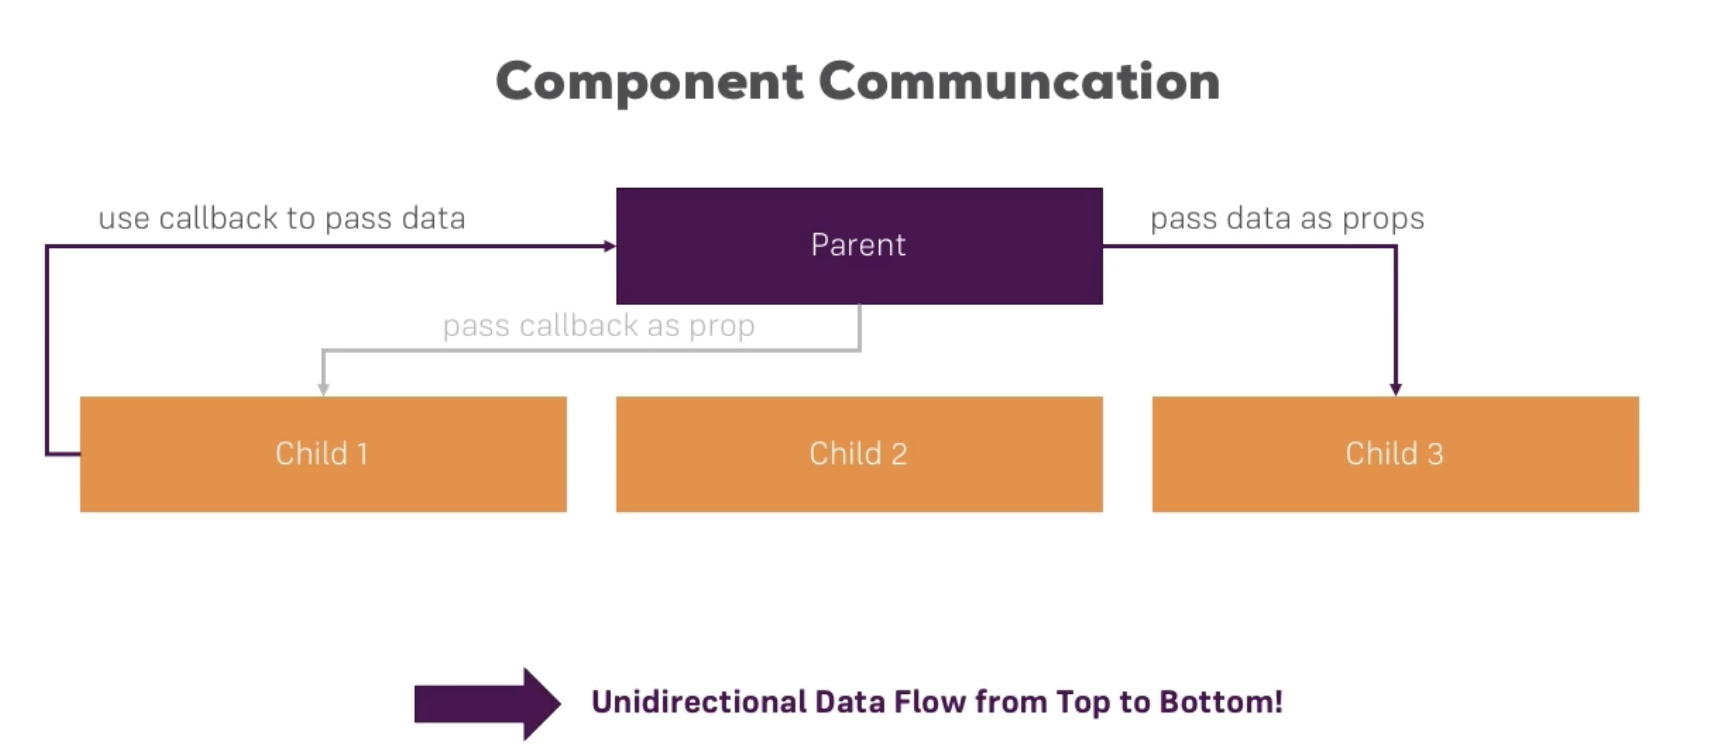 Component Communcation
use callback to pass data
Parent
pass data as props
pass callback as prop
Child 1
Child 2
Child 3
Unidirectional Data Flow from Top to Bottom!